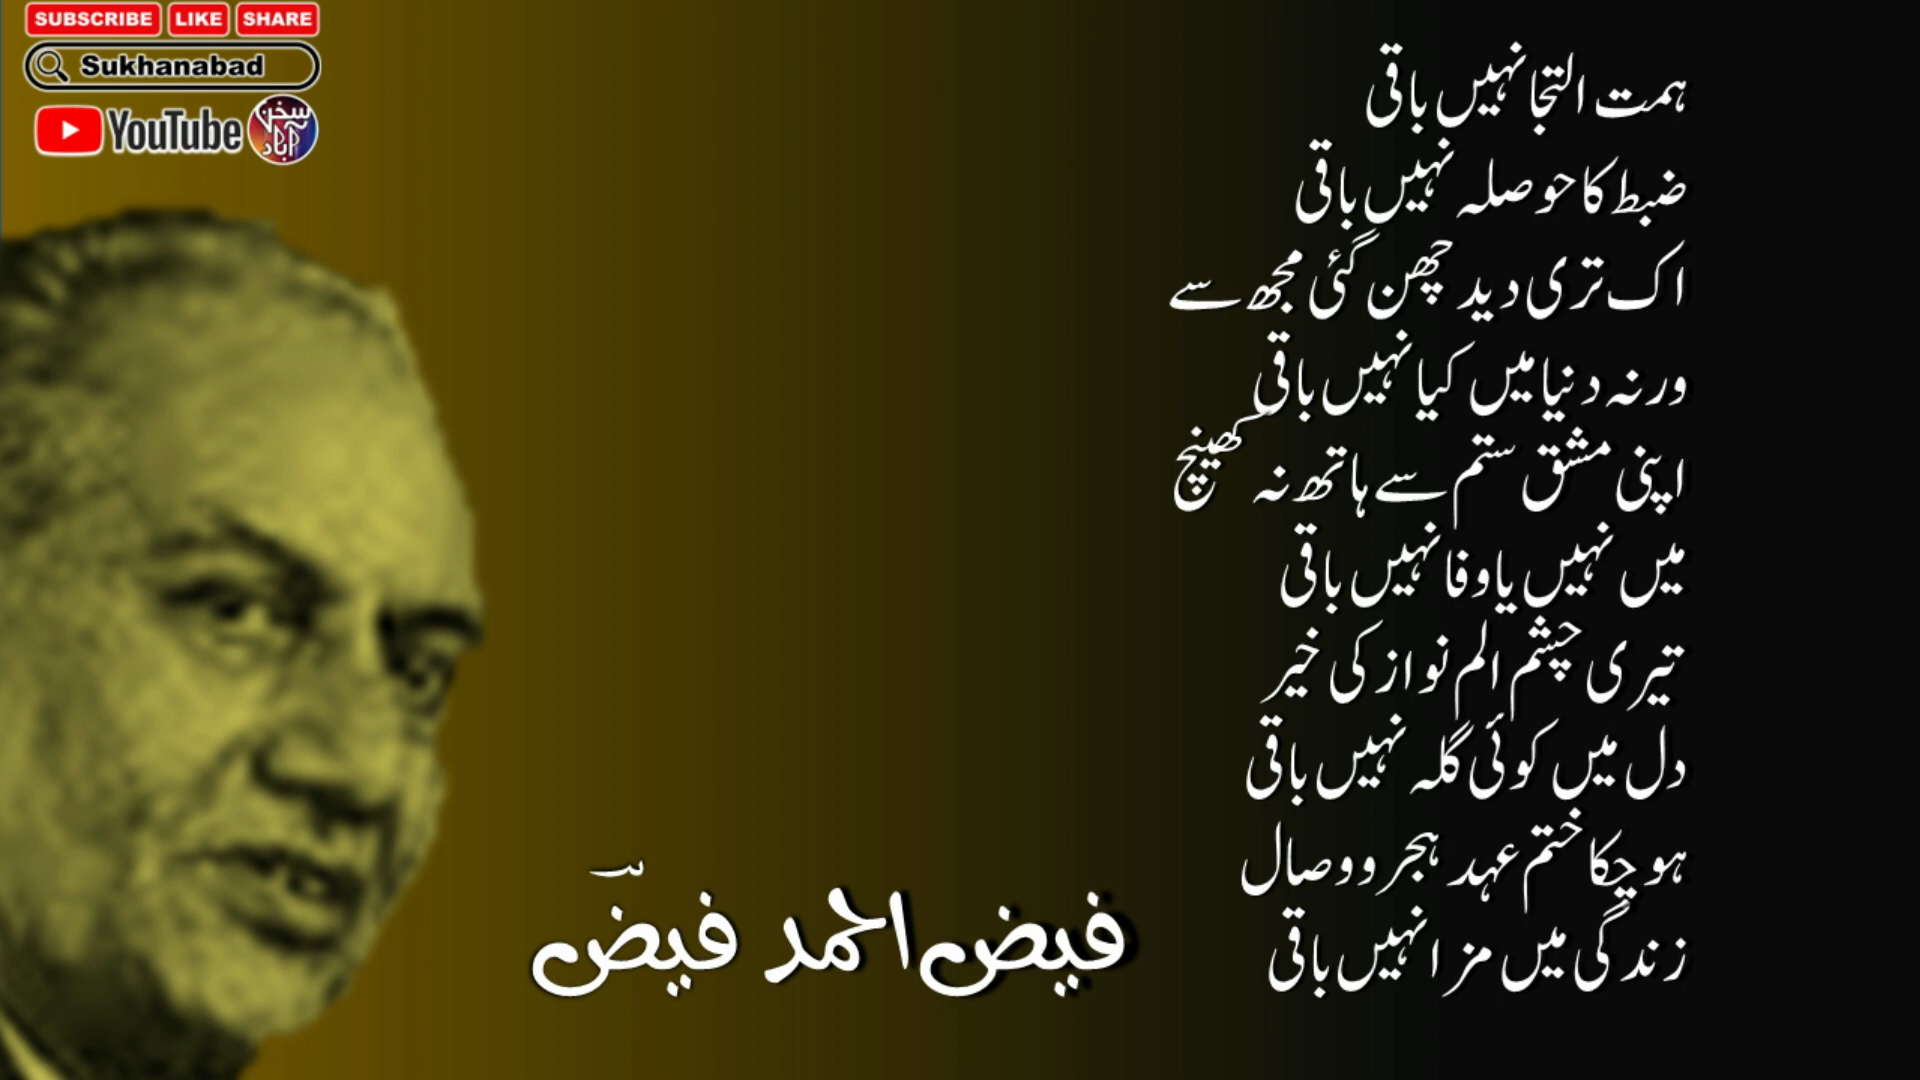 SUBSCRIBE LIKE SHARE
Sukhanabad
YouTube سخن آباد
ہمت التجا نہیں باقی
ضبط کا حوصلہ نہیں باقی
اک تری دید چھن گئی مجھ سے
ورنہ دنیا میں کیا نہیں باقی
اپنی مشق ستم سے ہاتھ نہ کھینچ
میں نہیں یا وفا نہیں باقی
تیری چشم الم نواز کی خیر
دل میں کوئی گلہ نہیں باقی
ہو چکا ختم عہد ہجر و وصال
زندگی میں مزا نہیں باقی
فیض احمد فیضؔ